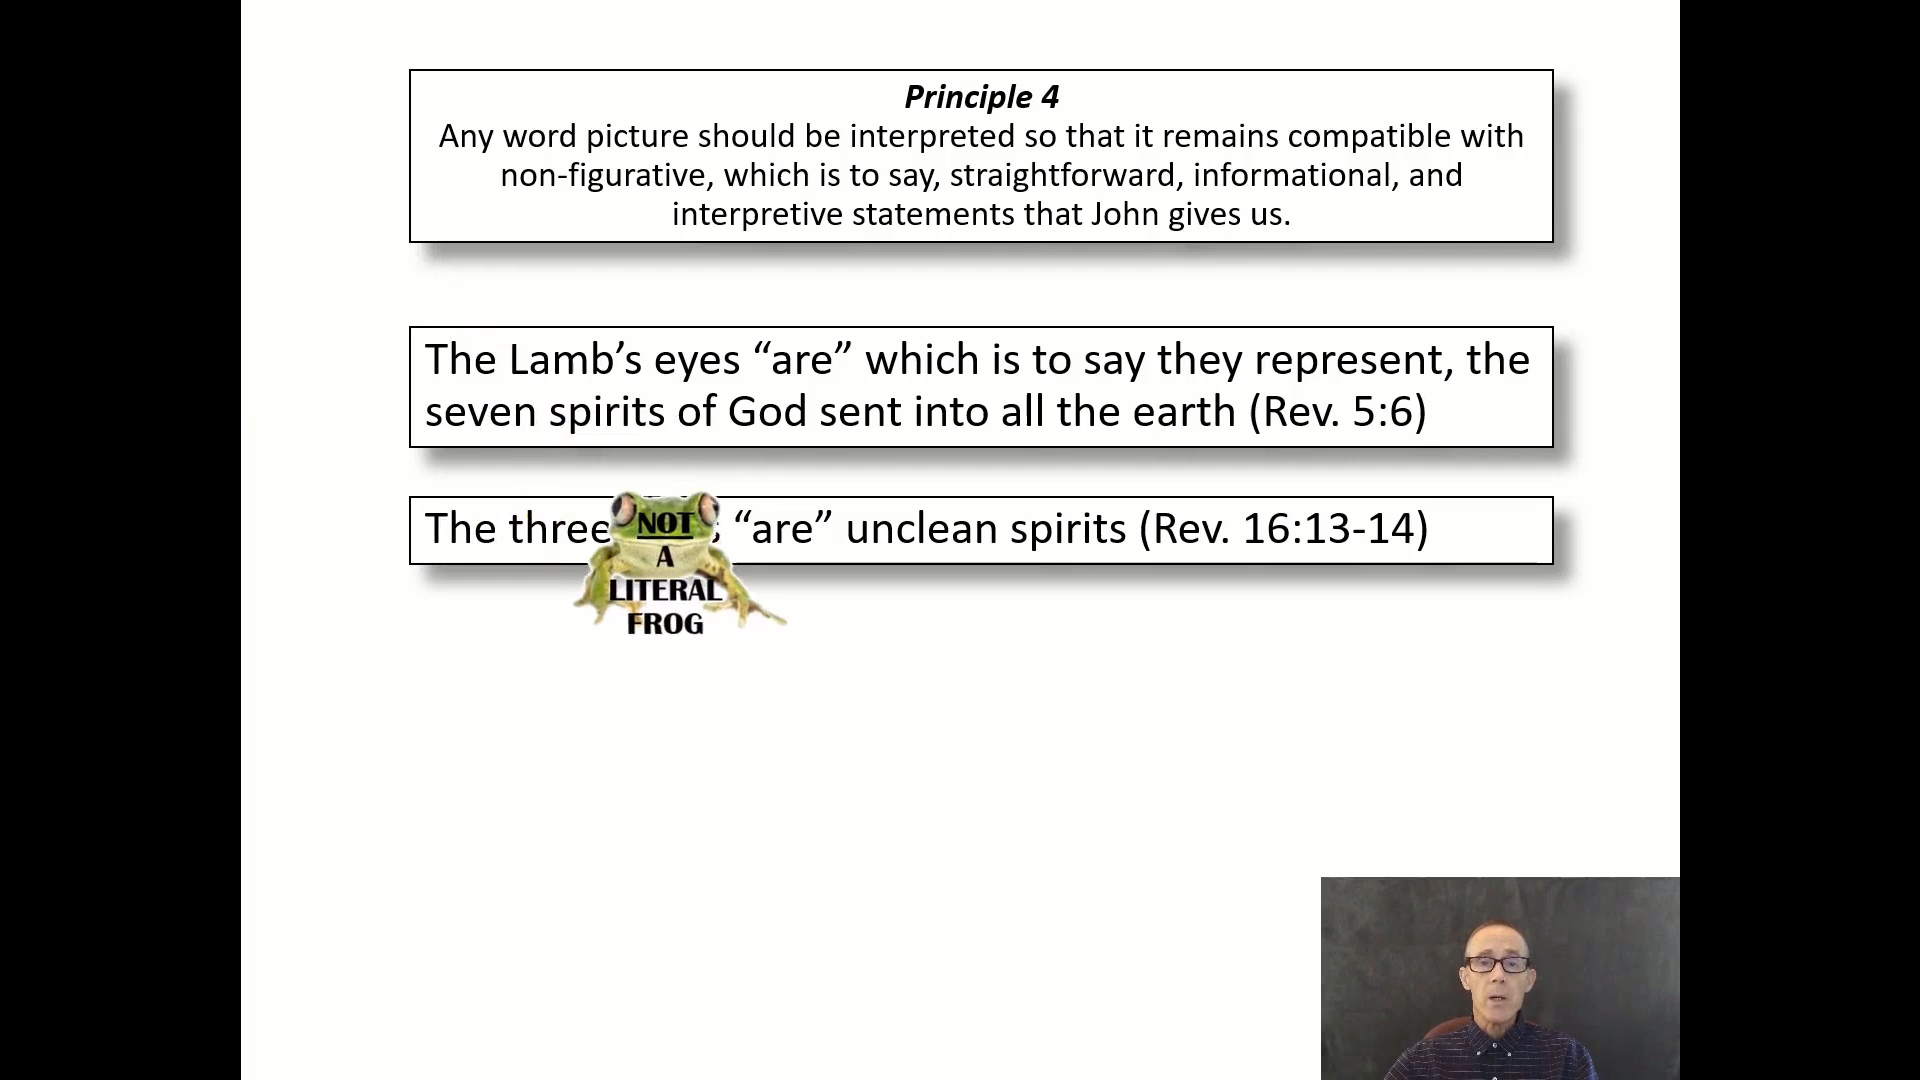 Principle 4
Any word picture should be interpreted so that it remains compatible with
non-figurative, which is to say, straightforward, informational, and
interpretive statements that John gives us.
The Lamb’s eyes “are” which is to say they represent, the
seven spirits of God sent into all the earth (Rev. 5:6)
The three “are” unclean spirits (Rev. 16:13-14)
NOT
A
LITERAL
FROG